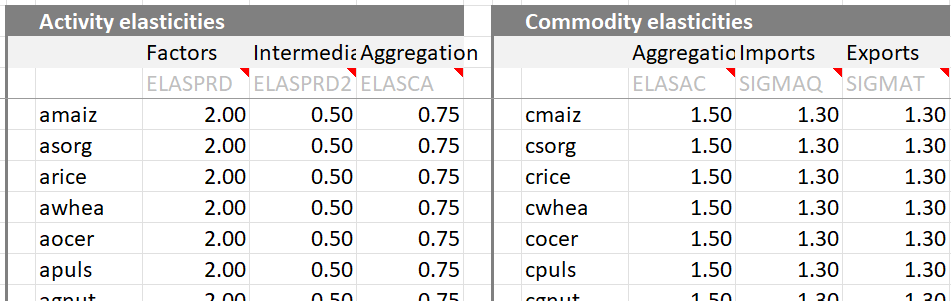 Activity elasticities Commodity elasticities
Factors Intermedia Aggregation Aggregatio Imports Exports
ELASPRD ELASPRD2 ELASCA ELASAC SIGMAQ SIGMAT
amaiz 2.00 0.50 0.75 cmaiz 1.50 1.30 1.30
asorg 2.00 0.50 0.75 csorg 1.50 1.30 1.30
arice 2.00 0.50 0.75 crice 1.50 1.30 1.30
awhea 2.00 0.50 0.75 cwhea 1.50 1.30 1.30
aocer 2.00 0.50 0.75 cocer 1.50 1.30 1.30
apuls 2.00 0.50 0.75 cpuls 1.50 1.30 1.30
agnut 2.00 0.50 0.75 cgnut 1.50 1.30 1.30